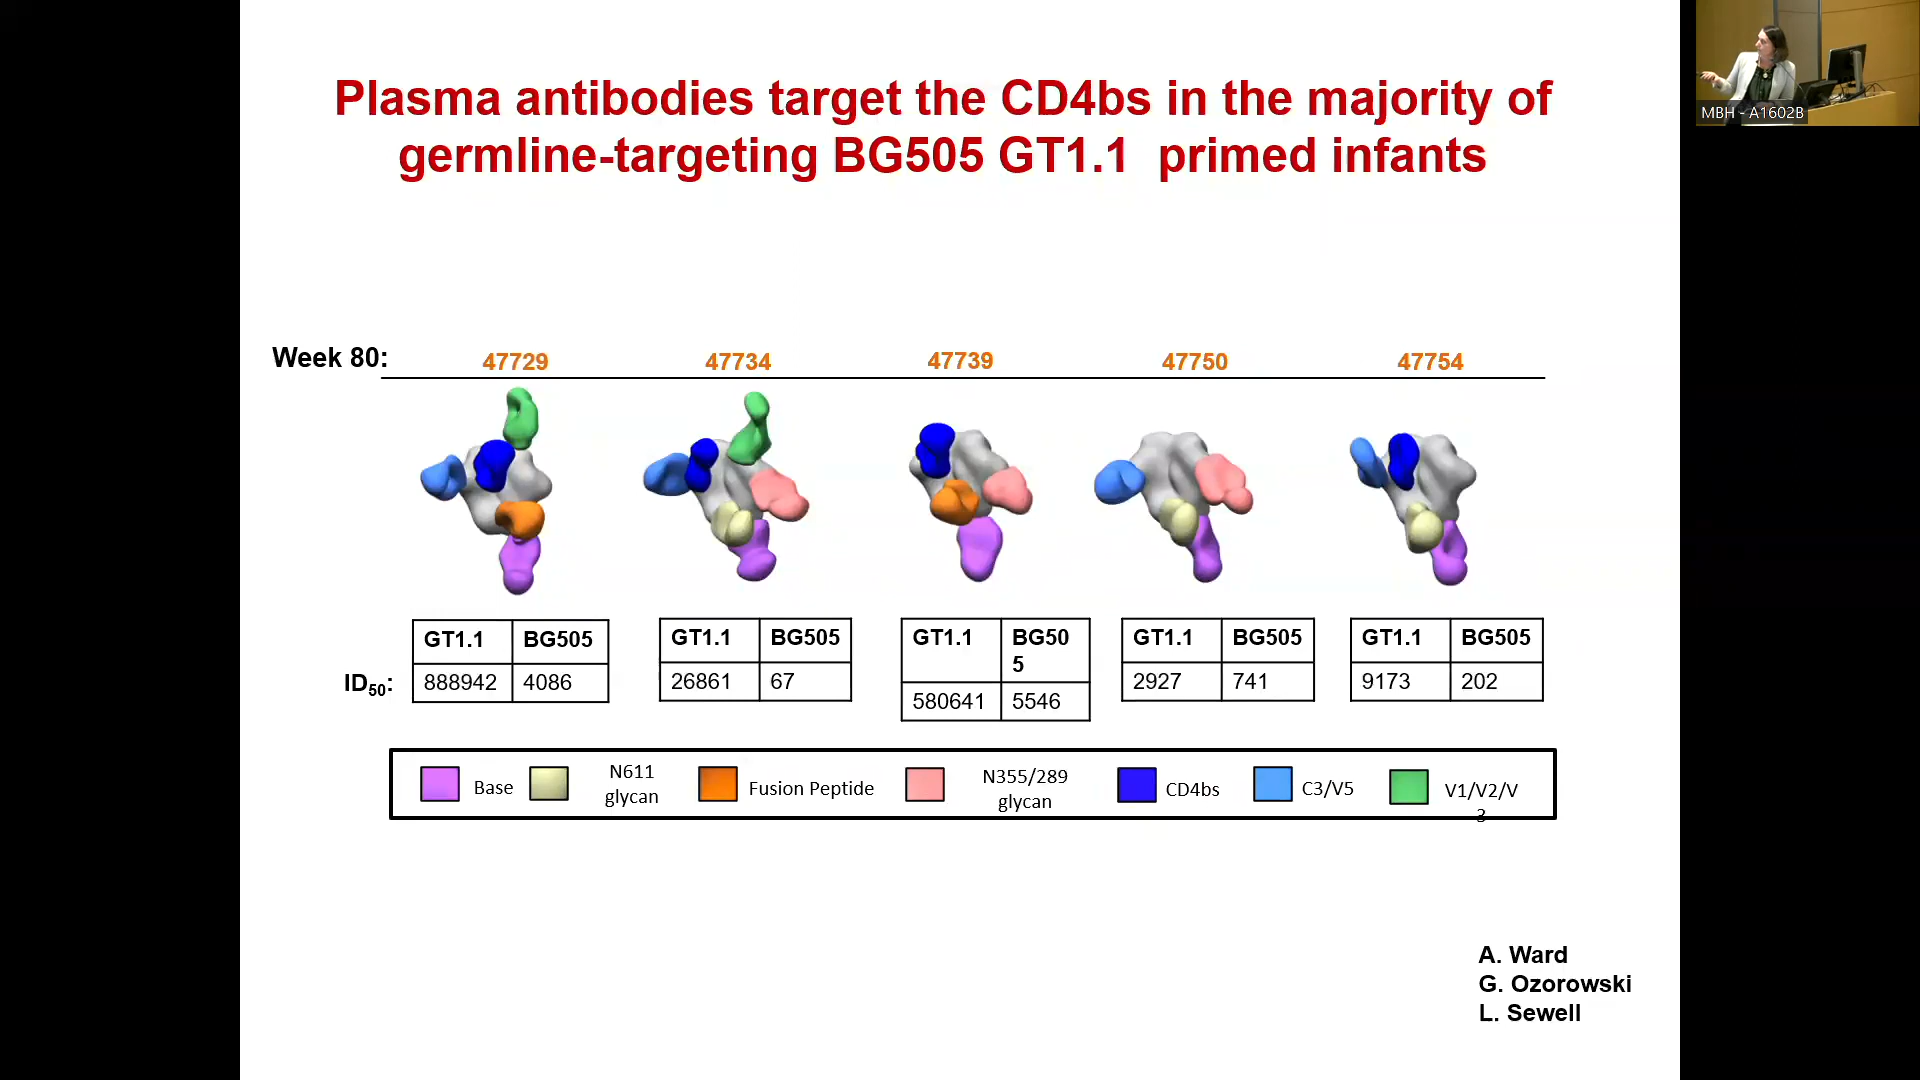 Plasma antibodies target the CD4bs in the majority of
germline-targeting BG505 GT1.1 primed infants
MBH - A1602B
Week 80: 47729 47734 47739 47750 47754
GT1.1 BG505 GT1.1 BG505 GT1.1 BG50 GT1.1 BG505 GT1.1 BG505
5
ID50: 888942 4086 26861 67 580641 5546 2927 741 9173 202
Base N611 Fusion Peptide N355/289 CD4bs C3/V5 V1/V2/V
glycan glycan 3
A. Ward
G. Ozorowski
L. Sewell